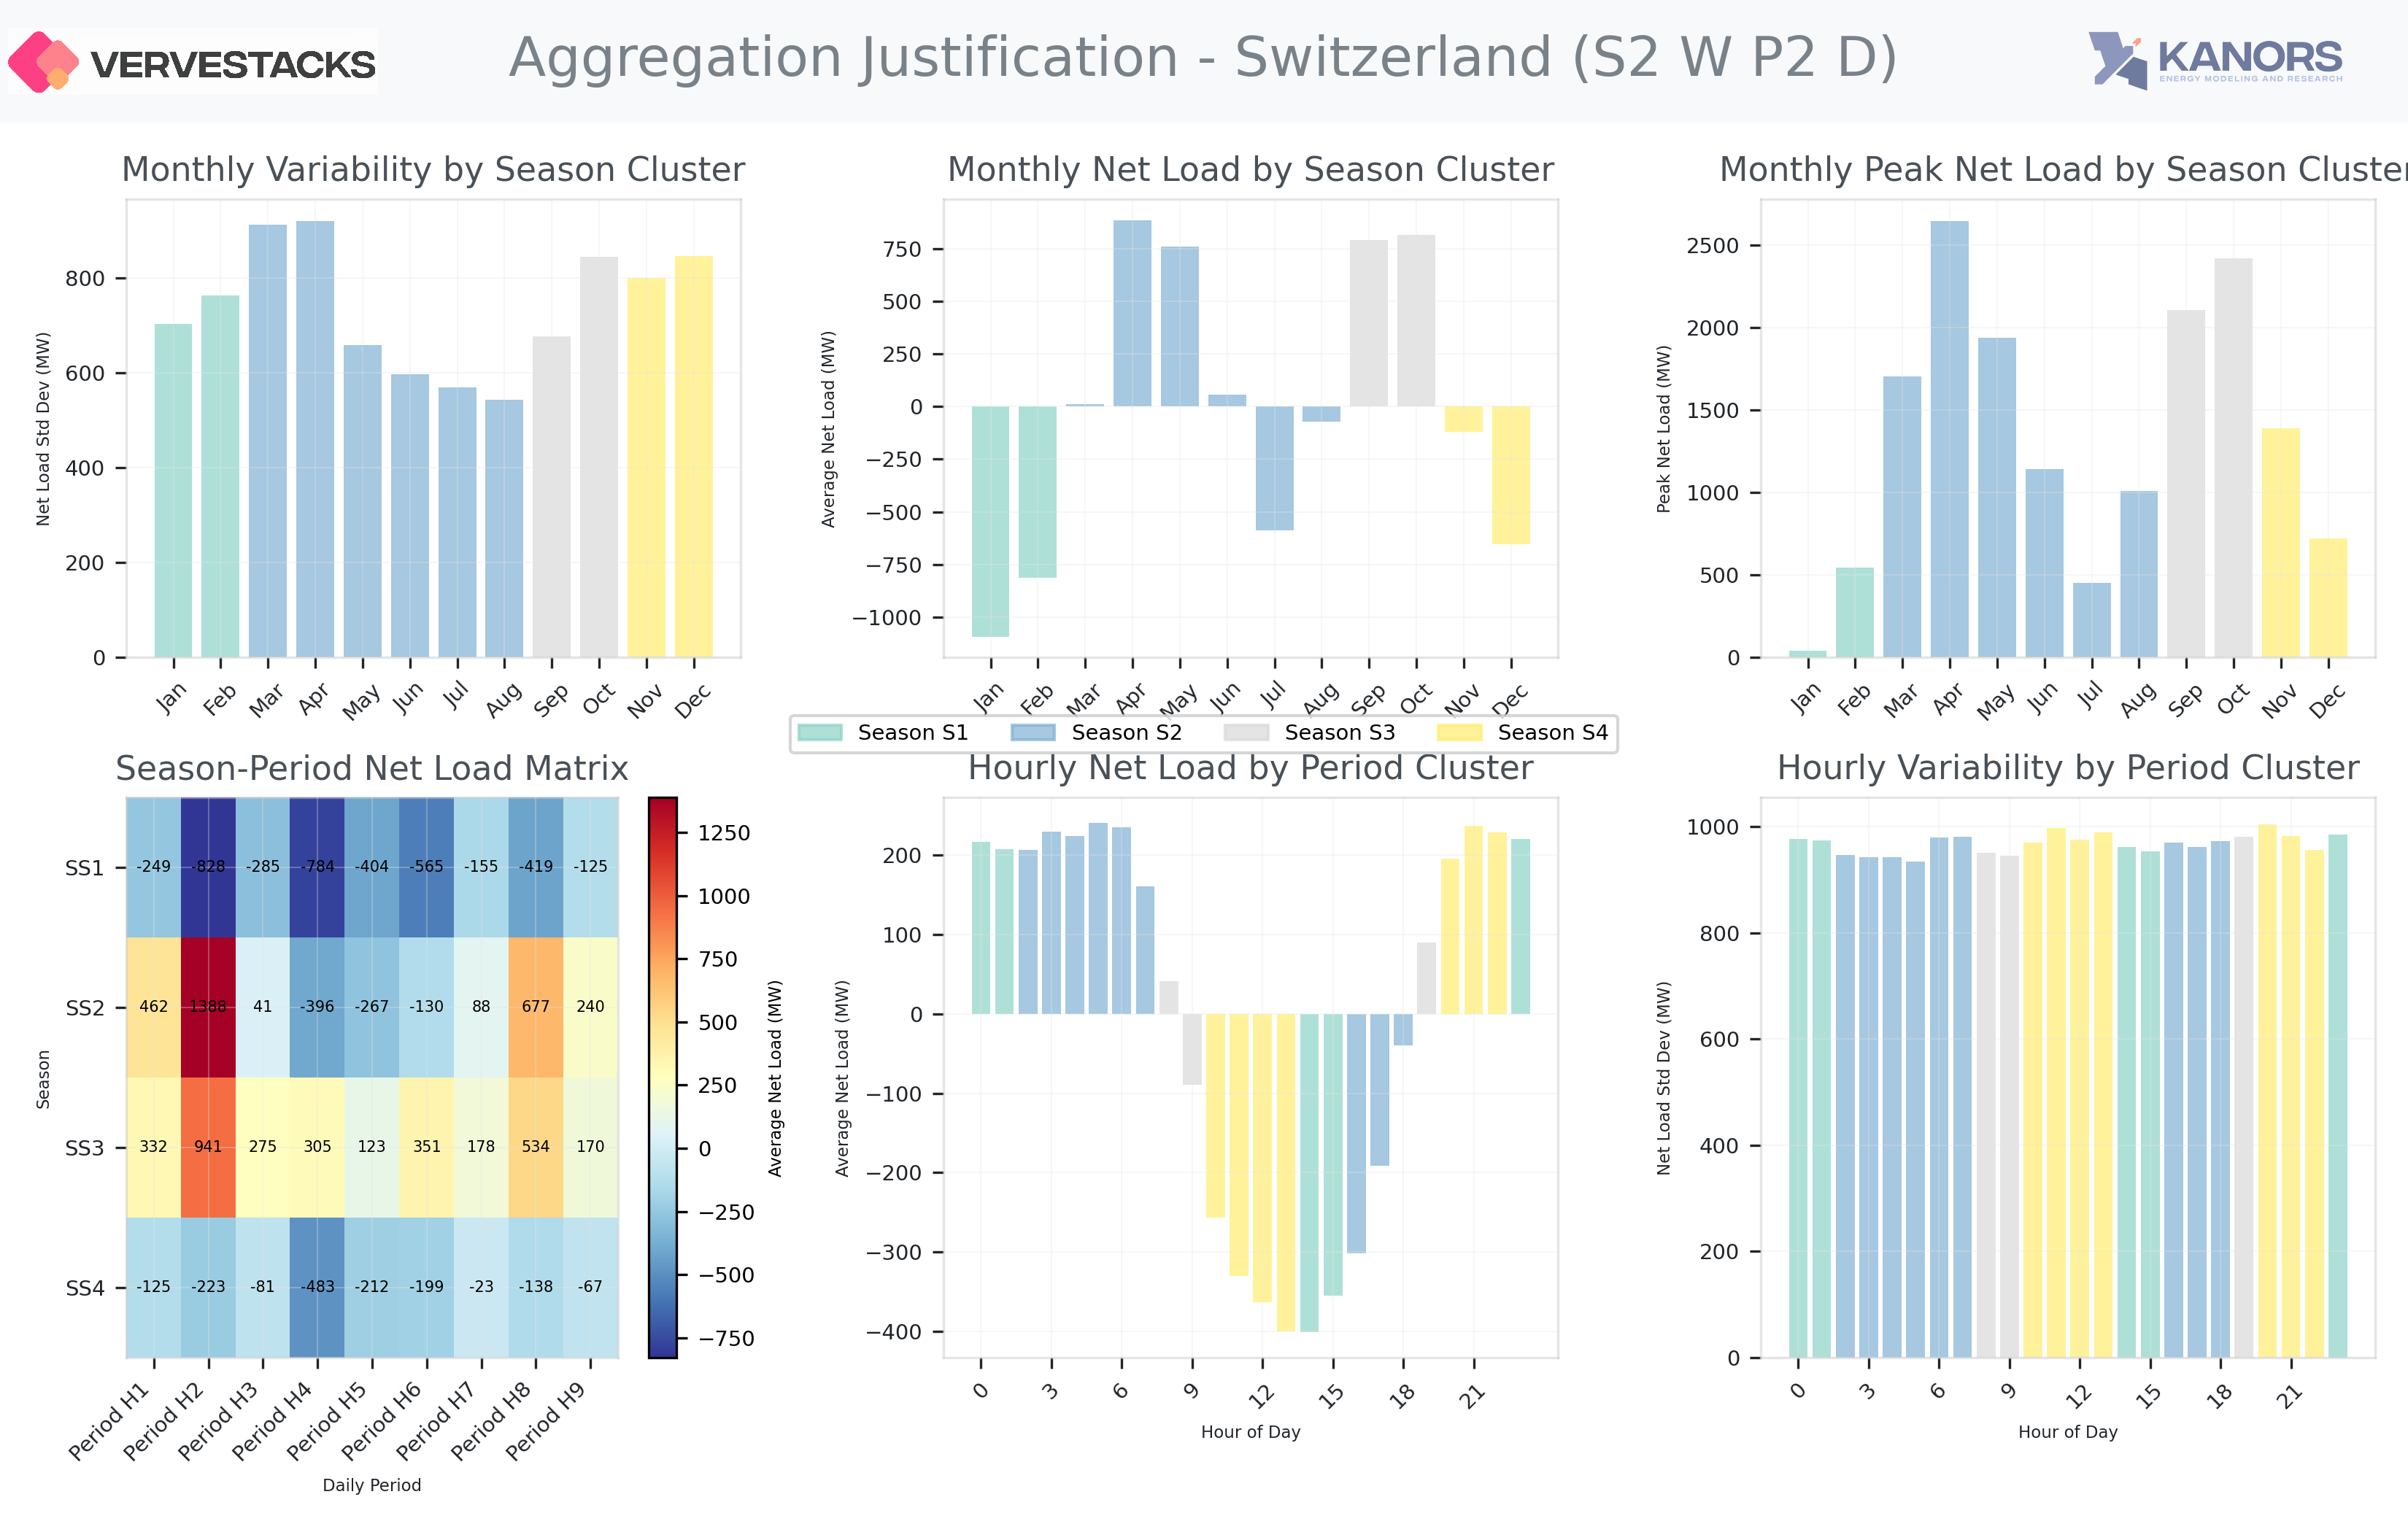 VERVESTACKS
Aggregation Justification - Switzerland (S2 W P2 D)
KANORS
ENERGY MODELING AND RESEARCH
Monthly Variability by Season Cluster
Net Load Std Dev (MW)
800
600
400
200
0
Jan Feb Mar Apr May Jun Jul Aug Sep Oct Nov Dec
Monthly Net Load by Season Cluster
Average Net Load (MW)
750
500
250
0
−250
−500
−750
−1000
Jan Feb Mar Apr May Jun Jul Aug Sep Oct Nov Dec
Monthly Peak Net Load by Season Cluster
Peak Net Load (MW)
2500
2000
1500
1000
500
0
Jan Feb Mar Apr May Jun Jul Aug Sep Oct Nov Dec
Season S1 Season S2 Season S3 Season S4
Season-Period Net Load Matrix
Season
SS1 -249 -828 -285 -784 -404 -565 -155 -419 -125
SS2 462 1388 41 -396 -267 -130 88 677 240
SS3 332 941 275 305 123 351 178 534 170
SS4 -125 -223 -81 -483 -212 -199 -23 -138 -67
Period H1 Period H2 Period H3 Period H4 Period H5 Period H6 Period H7 Period H8 Period H9
Daily Period
1250
1000
750
500
250
0
−250
−500
−750
Average Net Load (MW)
Hourly Net Load by Period Cluster
Average Net Load (MW)
200
100
0
−100
−200
−300
−400
0 3 6 9 12 15 18 21
Hour of Day
Hourly Variability by Period Cluster
Net Load Std Dev (MW)
1000
800
600
400
200
0
0 3 6 9 12 15 18 21
Hour of Day